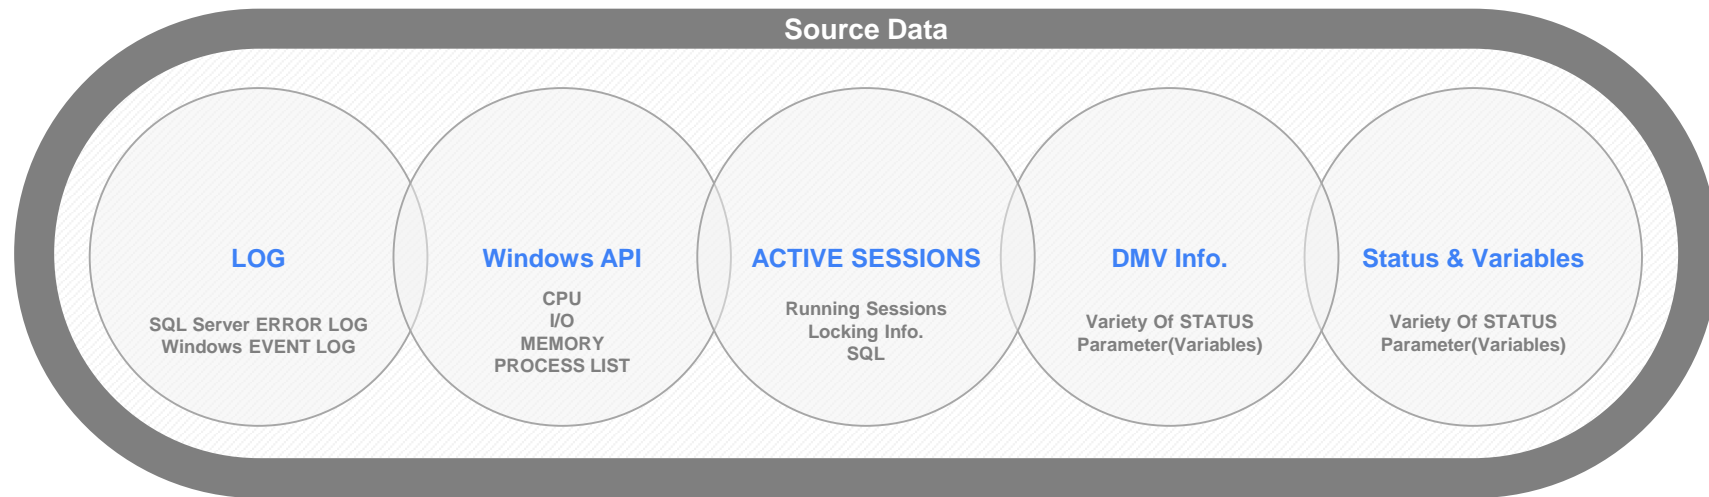 Source Data
LOG
SQL Server ERROR LOG
Windows EVENT LOG
Windows API
CPU
I/O
MEMORY
PROCESS LIST
ACTIVE SESSIONS
Running Sessions
Locking Info.
SQL
DMV Info.
Variety Of STATUS
Parameter(Variables)
Status & Variables
Variety Of STATUS
Parameter(Variables)